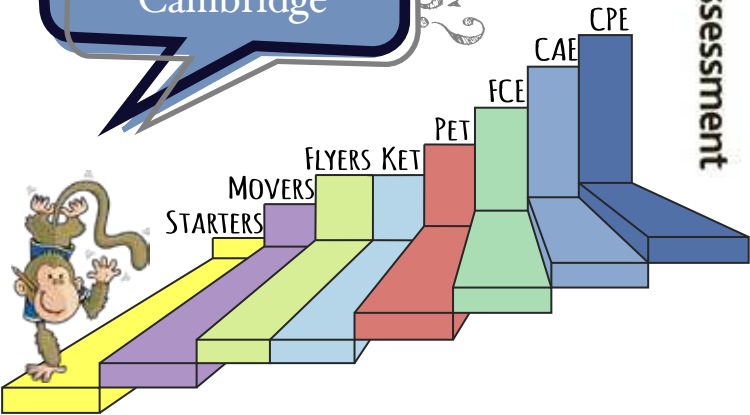 Cambridge
CPE
CAE
FCE
PET
FLYERS KET
MOVERS
STARTERS
ssessment